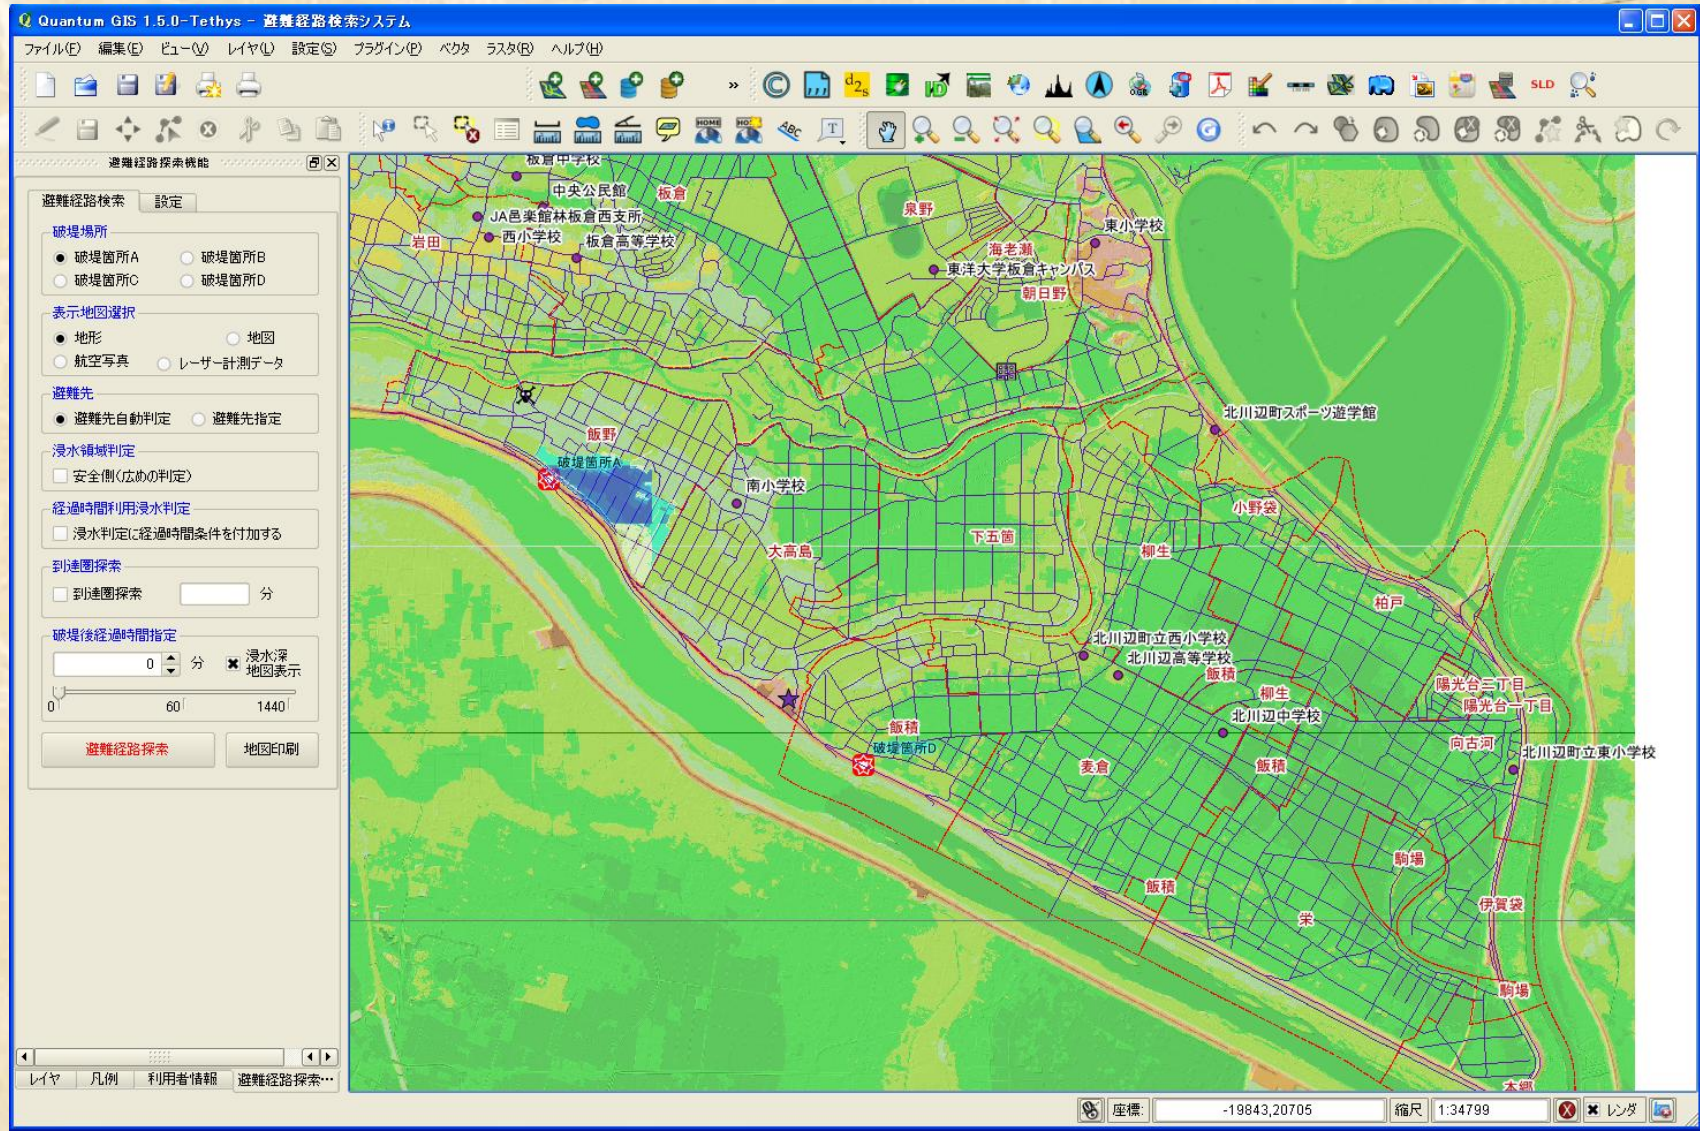 Quantum GIS 1.5.0-Tethys - 避難経路検索システム
ファイル(F) 編集(E) ビュー(V) レイヤ(L) 設定(S) プラグイン(P) ベクタ ラスタ(R) ヘルプ(H)
SLD
避難経路探索機能
避難経路検索 設定
破堤場所
破堤箇所A 破堤箇所B
破堤箇所C 破堤箇所D
表示地図選択
地形 地図
航空写真 レーザー計測データ
避難先
避難先自動判定 避難先指定
浸水領域判定
安全側(広めの判定)
経過時間利用浸水判定
浸水判定に経過時間条件を付加する
到達圏探索
到達圏探索 分
破堤後経過時間指定
0 分 浸水深
地図表示
0 60 1440
避難経路探索 地図印刷
レイヤ 凡例 利用者情報 避難経路探索…
板倉中学校
中央公民館
板倉
JA邑楽館林板倉西支所
西小学校
岩田
板倉高等学校
泉野
東小学校
海老瀬
東洋大学板倉キャンパス
朝日野
北川辺町スポーツ遊学館
飯野
破堤箇所A
南小学校
小野袋
大高島
下五箇
柳生
柏戸
北川辺町立西小学校
北川辺高等学校
飯積
柳生
陽光台三丁目
陽光台一丁目
北川辺中学校
飯積
破堤箇所D
向古河
北川辺町立東小学校
麦倉
飯積
駒場
飯積
伊賀袋
栄
駒場
本郷
座標: -19843,20705 縮尺 1:34799 レンダ